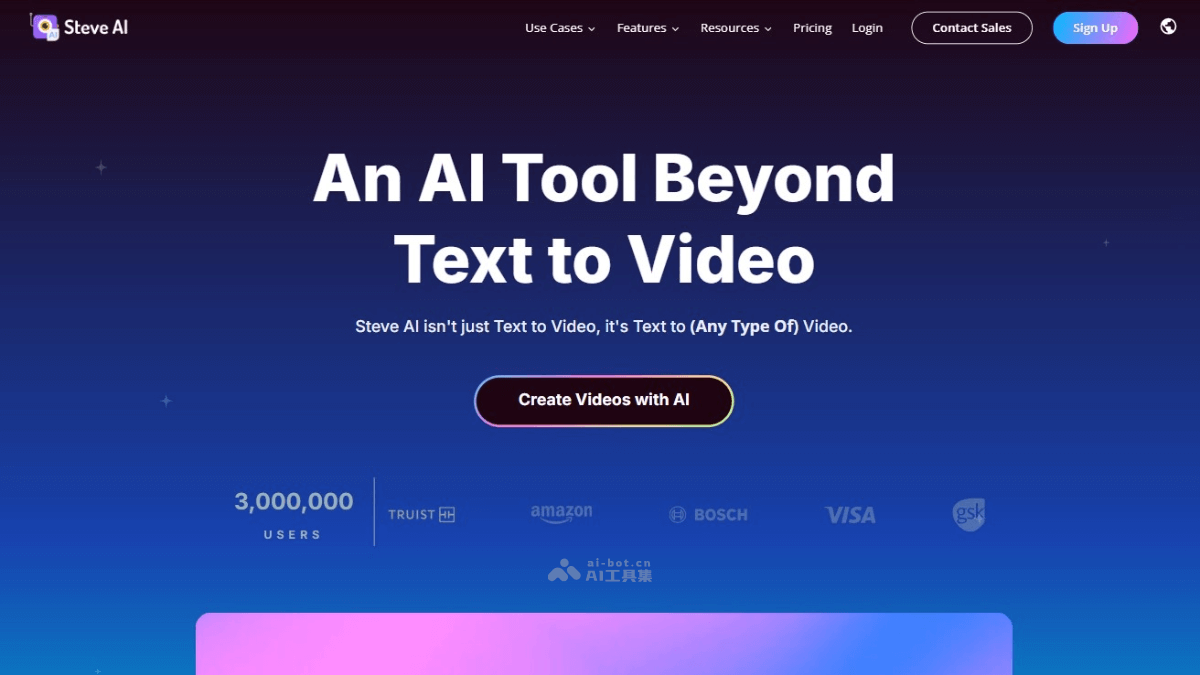 Steve AI
Use Cases
Features
Resources
Pricing
Login
Contact Sales
Sign Up
An AI Tool Beyond
Text to Video
Steve AI isn't just Text to Video, it's Text to (Any Type Of) Video.
Create Videos with AI
3,000,000
USERS
TRUIST
amazon
BOSCH
VISA
gsk
ai-bot.cn
AI工具集